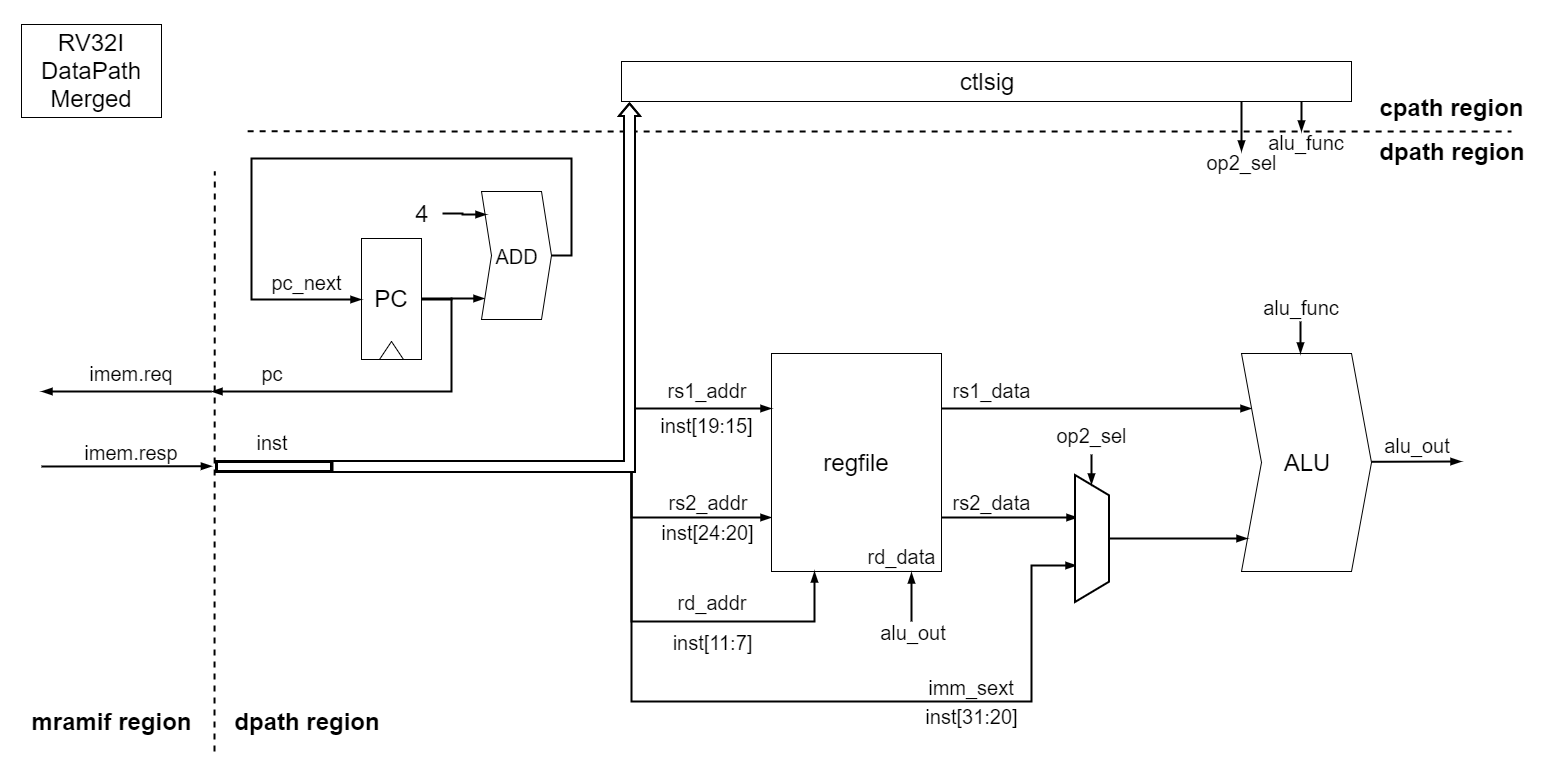 RV32I
DataPath
Merged
ctlsig
cpath region
dpath region
alu_func
op2_sel
4
ADD
pc_next
PC
alu_func
imem.req
pc
rs1_addr
rs1_data
inst[19:15]
op2_sel
inst
imem.resp
alu_out
regfile
ALU
rs2_addr
rs2_data
inst[24:20]
rd_data
rd_addr
alu_out
inst[11:7]
imm_sext
inst[31:20]
mramif region
dpath region